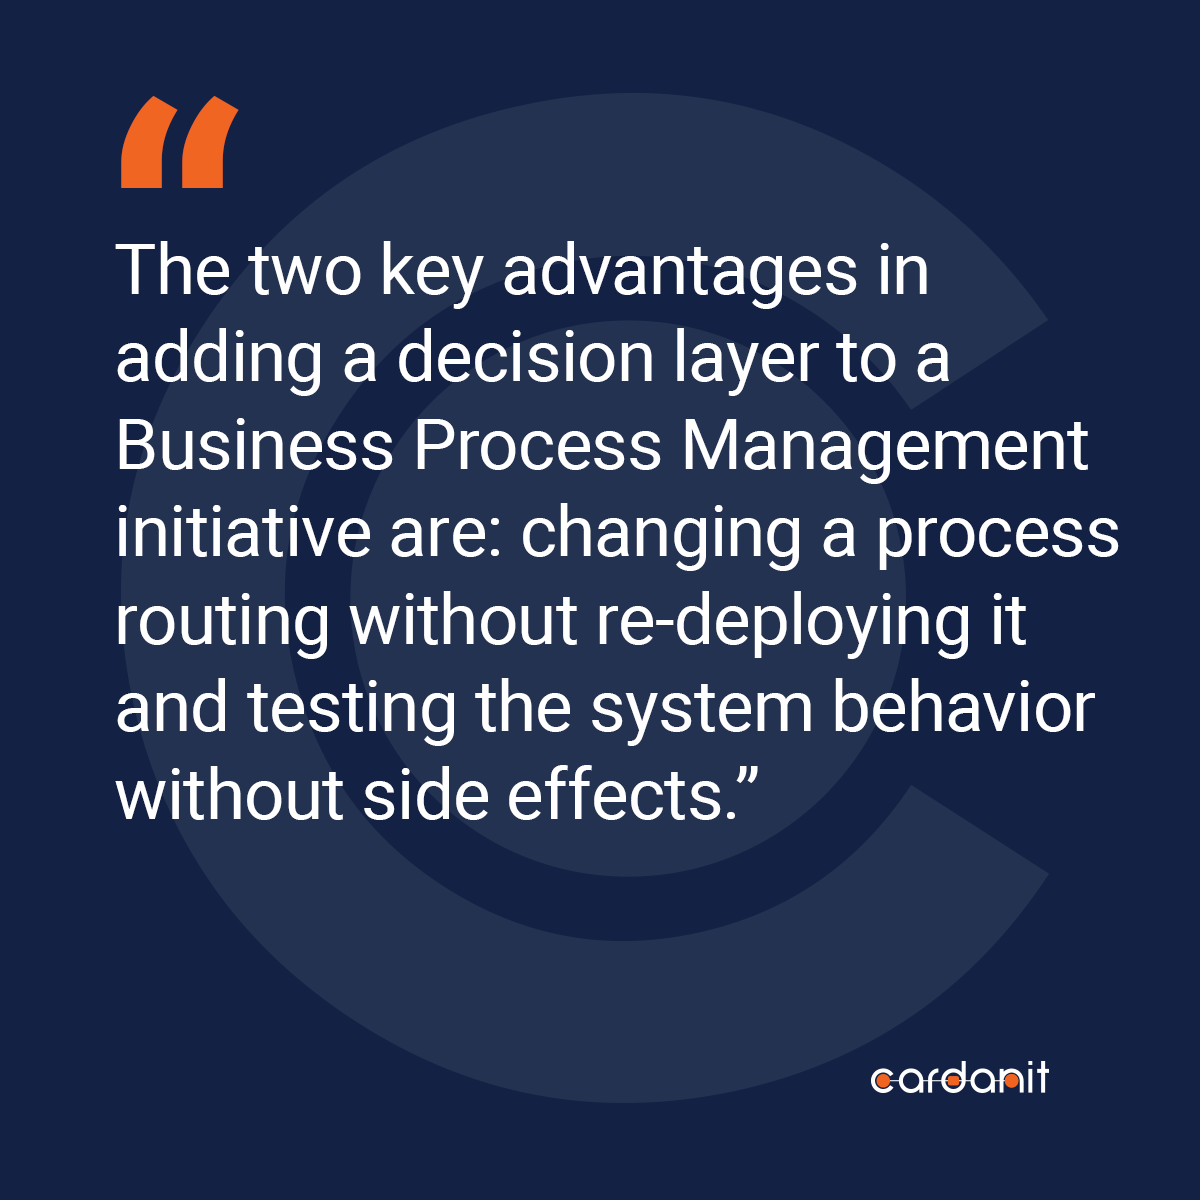 “
The two key advantages in
adding a decision layer to a
Business Process Management
initiative are: changing a process
routing without re-deploying it
and testing the system behavior
without side effects.”
cardanit